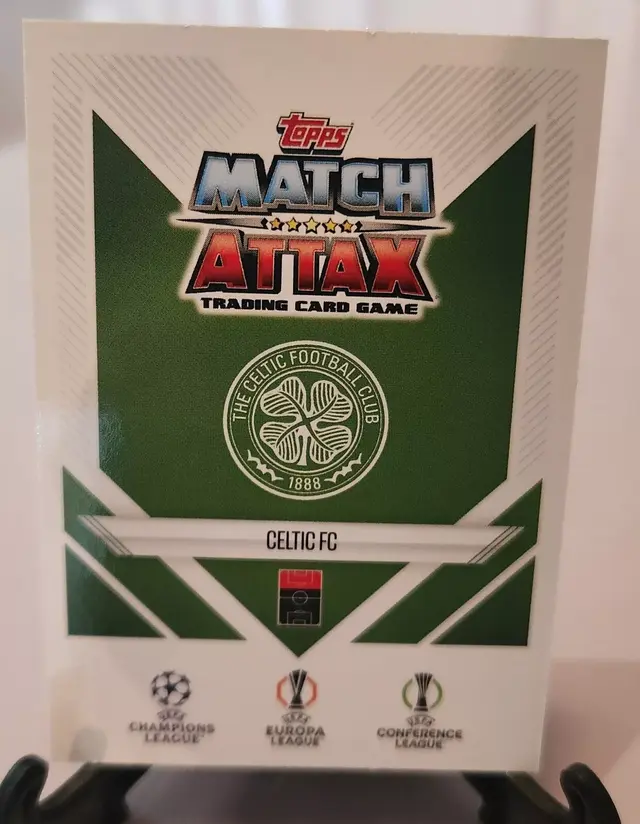 Topps
MATCH
ATTAX
TRADING CARD GAME
THE CELTIC FOOTBALL CLUB
1888
CELTIC FC
UEFA
CHAMPIONS
LEAGUE
UEFA
EUROPA
LEAGUE
UEFA
CONFERENCE
LEAGUE